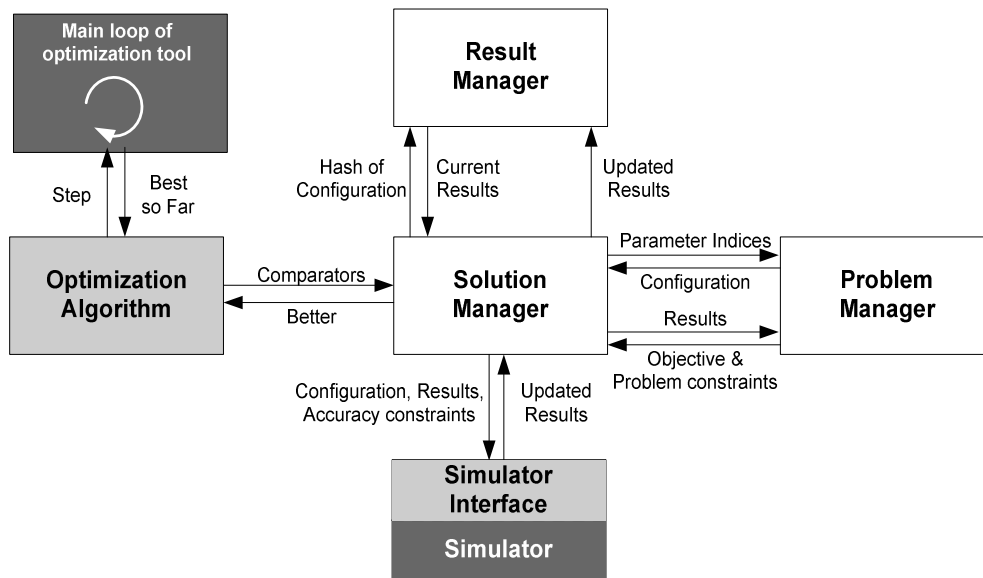 Main loop of
optimization tool
Result
Manager
Step
Best
so Far
Hash of
Configuration
Current
Results
Updated
Results
Optimization
Algorithm
Comparators
Better
Solution
Manager
Parameter Indices
Configuration
Results
Objective &
Problem constraints
Problem
Manager
Configuration, Results,
Accuracy constraints
Updated
Results
Simulator
Interface
Simulator